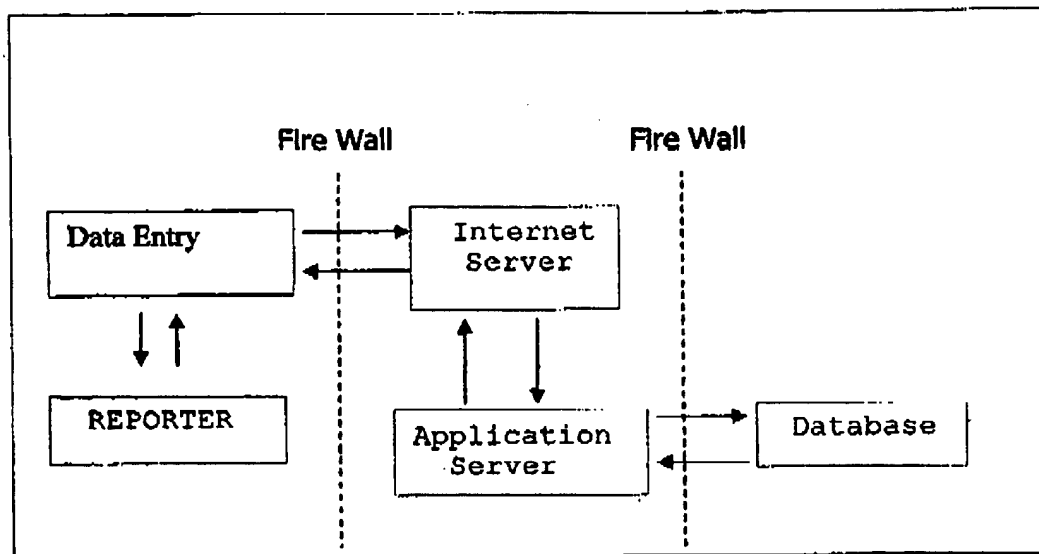 Fire Wall
Fire Wall
Data Entry
Internet
Server
REPORTER
Application
Server
Database